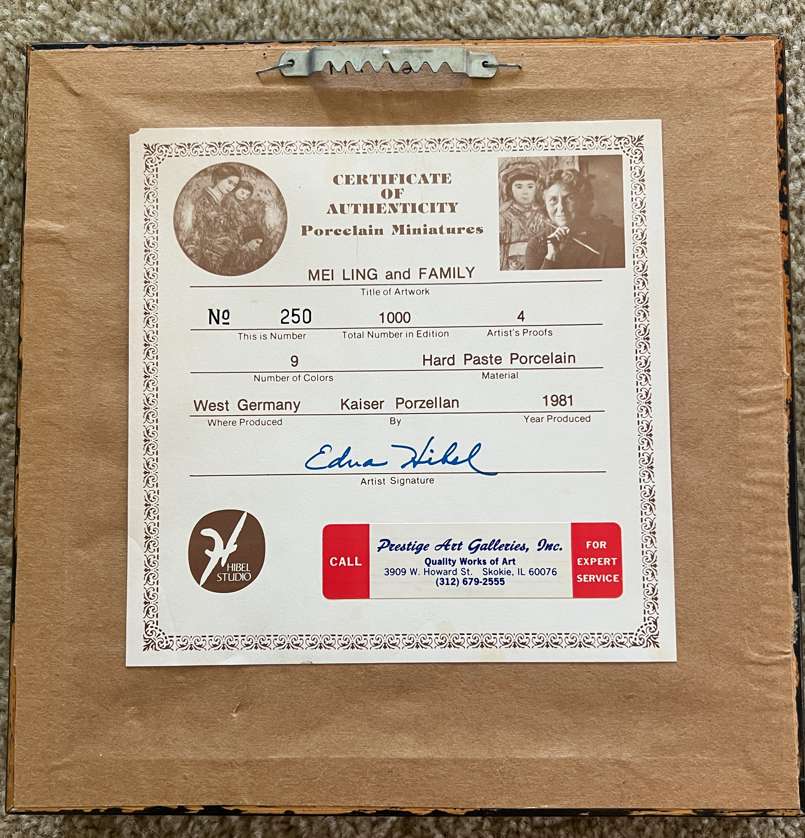 CERTIFICATE
OF
AUTHENTICITY
Porcelain Miniatures
MEI LING and FAMILY
Title of Artwork
No 250 1000 4
This is Number Total Number in Edition Artist's Proofs
9 Hard Paste Porcelain
Number of Colors Material
West Germany Kaiser Porzellan 1981
Where Produced By Year Produced
Edna Hibel
Artist Signature
HIBEL
STUDIO
CALL
Prestige Art Galleries, Inc.
Quality Works of Art
3909 W. Howard St. Skokie, IL 60076
(312) 679-2555
FOR
EXPERT
SERVICE